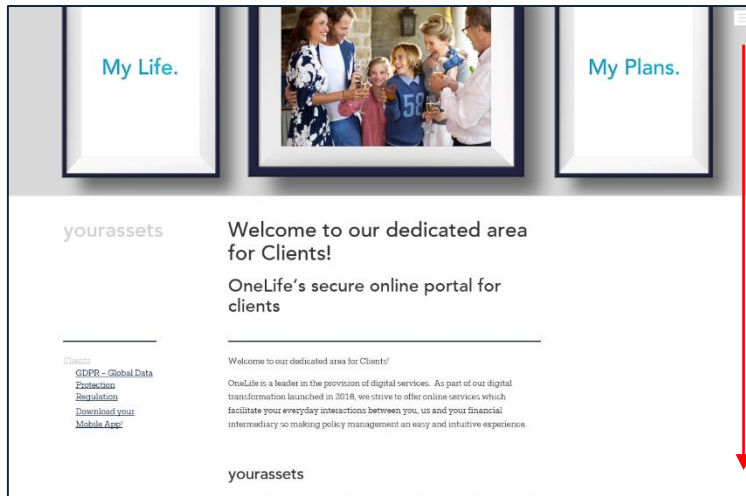 My Life.
58
My Plans.
yourassets
Welcome to our dedicated area
for Clients!
OneLife's secure online portal for
clients
Clients
GDPR – Global Data
Protection
Regulation
Download your
Mobile App!
Welcome to our dedicated area for Clients!
OneLife is a leader in the provision of digital services.  As part of our digital
transformation launched in 2016, we strive to offer online services which
facilitate your everyday interactions between you, us and your financial
intermediary so making policy management an easy and intuitive experience.
yourassets